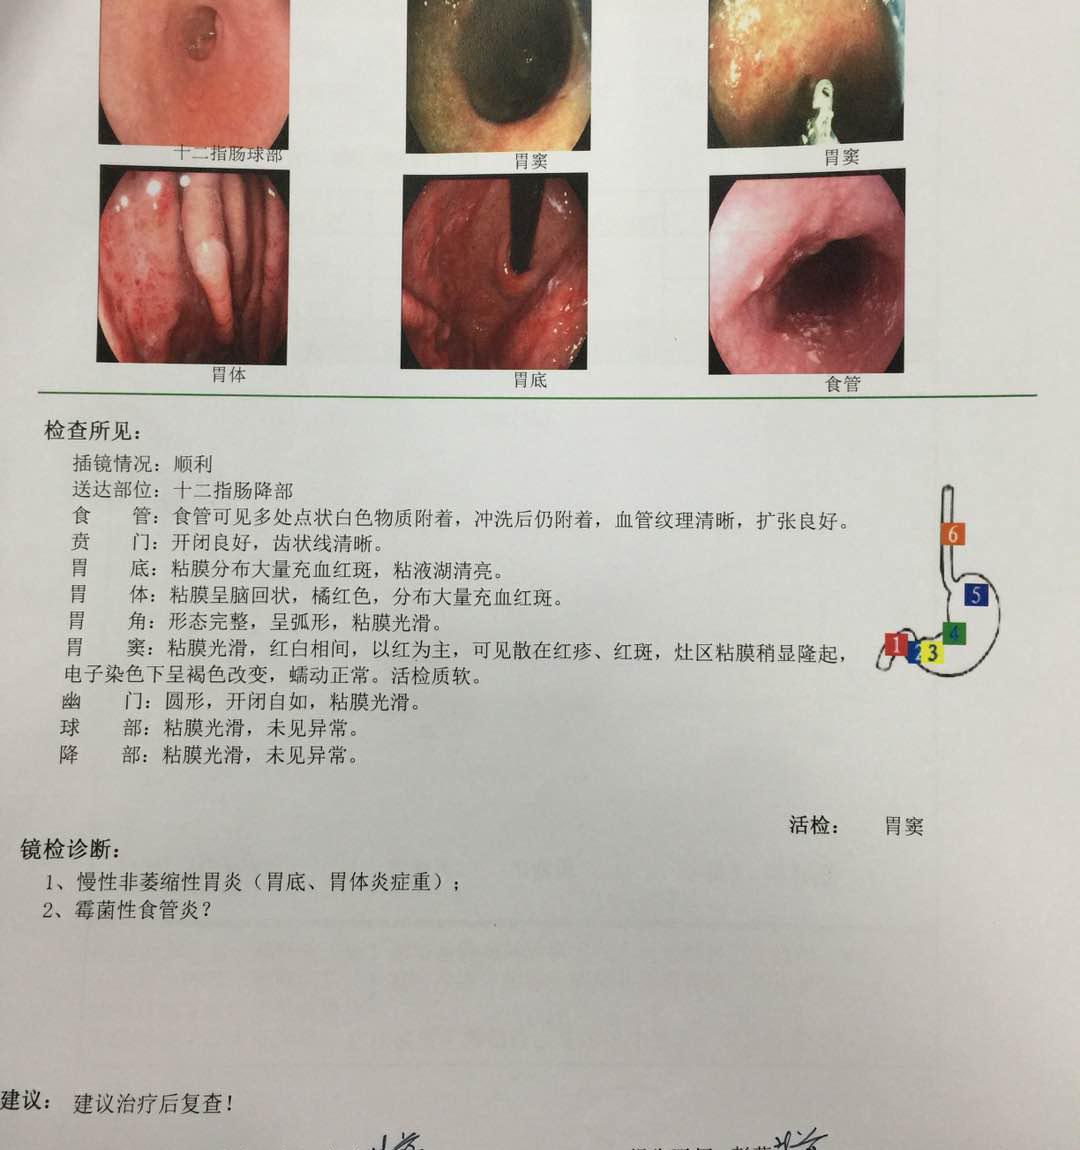 十二指肠球部
胃窦
胃窦
胃体
胃底
食管
检查所见：
插镜情况：顺利
送达部位：十二指肠降部
食 管：食管可见多处点状白色物质附着，冲洗后仍附着，血管纹理清晰，扩张良好。
贲 门：开闭良好，齿状线清晰。
胃 底：粘膜分布大量充血红斑，粘液湖清亮。
胃 体：粘膜呈脑回状，橘红色，分布大量充血红斑。
胃 角：形态完整，呈弧形，粘膜光滑。
胃 窦：粘膜光滑，红白相间，以红为主，可见散在红疹、红斑，灶区粘膜稍显隆起，
电子染色下呈褐色改变，蠕动正常。活检质软。
幽 门：圆形，开闭自如，粘膜光滑。
球 部：粘膜光滑，未见异常。
降 部：粘膜光滑，未见异常。
6
5
4
1
2
3
活检： 胃窦
镜检诊断：
1、慢性非萎缩性胃炎（胃底、胃体炎症重）；
2、霉菌性食管炎？
建议： 建议治疗后复查！